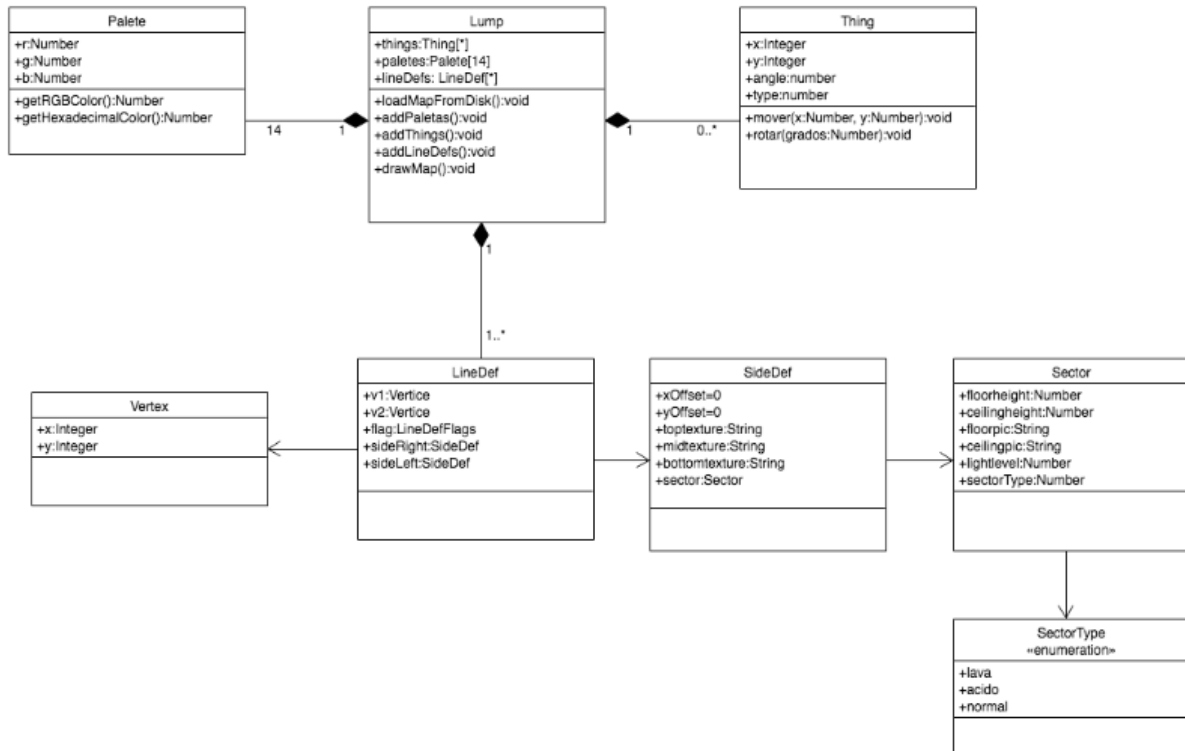 Palete
+r:Number
+g:Number
+b:Number
+getRGBColor():Number
+getHexadecimalColor():Number
14
1
Lump
+things:Thing[*]
+paletes:Palete[14]
+lineDefs: LineDef[*]
+loadMapFromDisk():void
+addPaletas():void
+addThings():void
+addLineDefs():void
+drawMap():void
1
0..*
Thing
+x:Integer
+y:Integer
+angle:number
+type:number
+mover(x:Number, y:Number):void
+rotar(grados:Number):void
1
1..*
Vertex
+x:Integer
+y:Integer
LineDef
+v1:Vertice
+v2:Vertice
+flag:LineDefFlags
+sideRight:SideDef
+sideLeft:SideDef
SideDef
+xOffset=0
+yOffset=0
+toptexture:String
+midtexture:String
+bottomtexture:String
+sector:Sector
Sector
+floorheight:Number
+ceilingheight:Number
+floorpic:String
+ceilingpic:String
+lightlevel:Number
+sectorType:Number
SectorType
«enumeration»
+lava
+acido
+normal